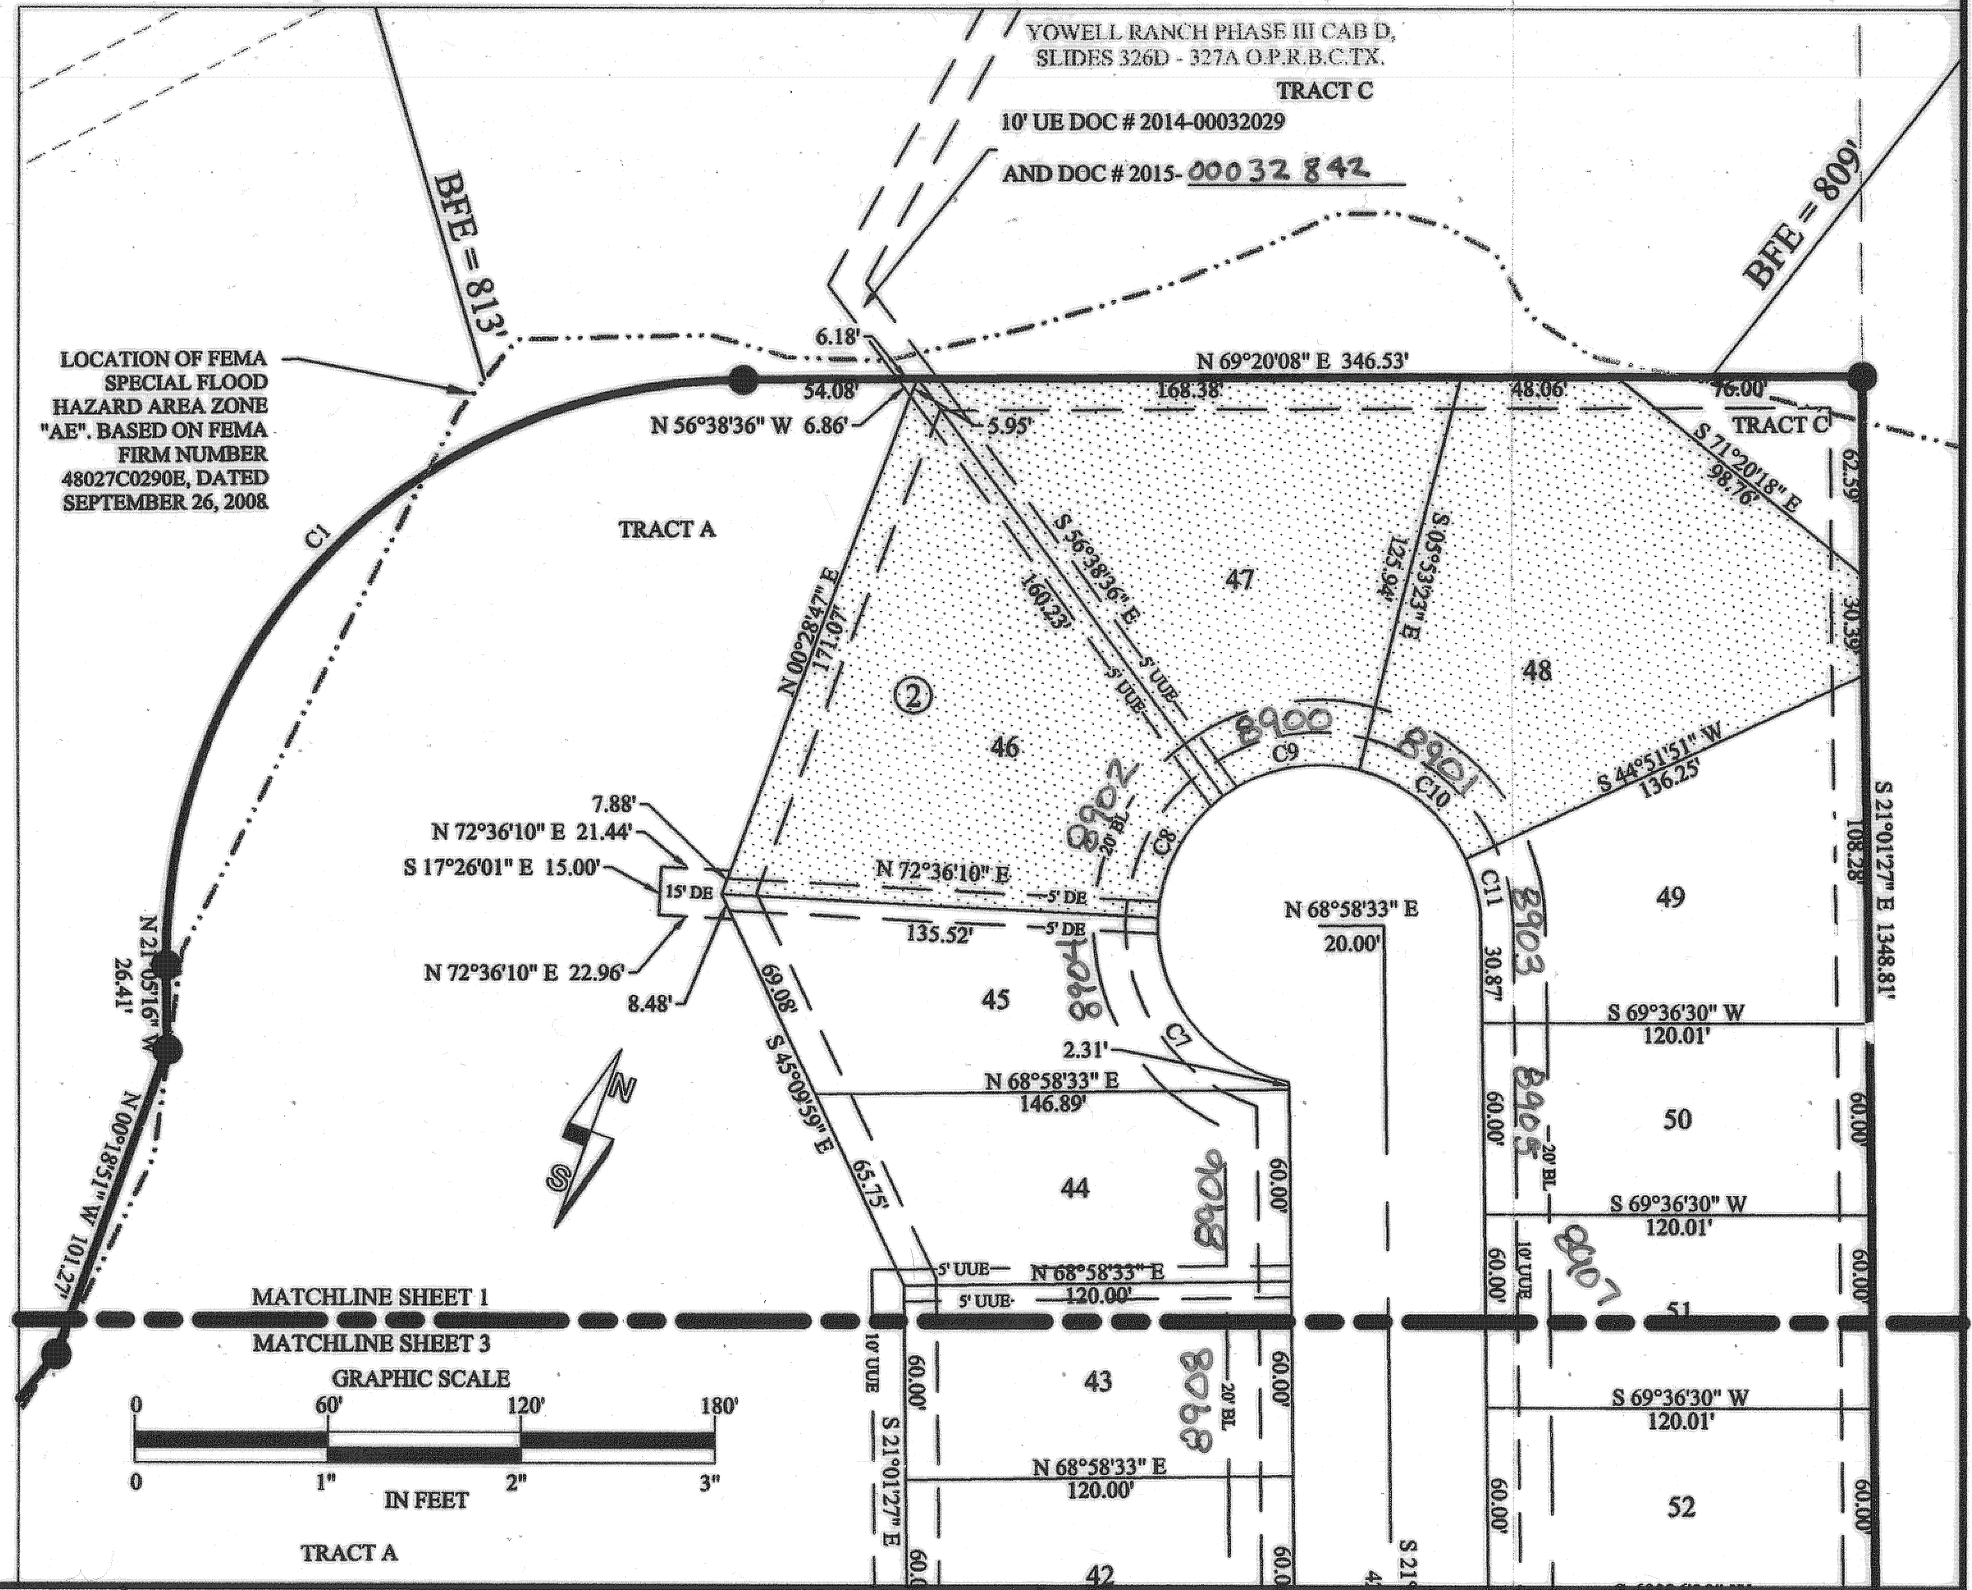 YOWELL RANCH PHASE III CAB D,
SLIDES 326D - 327A O.P.R.B.C.TX.
TRACT C
10' UE DOC # 2014-00032029
AND DOC # 2015- 00032842
BFE = 813'
BFE = 809'
LOCATION OF FEMA
SPECIAL FLOOD
HAZARD AREA ZONE
"AE". BASED ON FEMA
FIRM NUMBER
48027C0290E, DATED
SEPTEMBER 26, 2008
6.18'
N 69°20'08" E 346.53'
54.08'
168.38'
48.06'
76.00'
N 56°38'36" W 6.86'
5.95'
TRACT C
S 71°20'18" E
98.76'
62.59'
C1
TRACT A
N 00°28'47" E
171.07'
S 56°38'36" E
160.23'
5' UUE
5' UUE
47
S 05°53'23" E
125.94'
30.39'
48
2
46
8900
C9
8901
C10
S 44°51'51" W
136.25'
8902
20' BL
C8
7.88'
N 72°36'10" E 21.44'
S 17°26'01" E 15.00'
15' DE
N 72°36'10" E
5' DE
135.52'
5' DE
N 72°36'10" E 22.96'
8.48'
C11
8903
49
S 21°01'27" E 1348.81'
108.28'
N 68°58'33" E
20.00'
30.87'
N 21°05'16" W
26.41'
69.08'
45
8904
C7
2.31'
S 69°36'30" W
120.01'
S 45°09'59" E
N 68°58'33" E
146.89'
N
S
N 00°18'51" W 101.27'
65.75'
44
8906
60.00'
60.00'
8905
20' BL
50
60.00'
S 69°36'30" W
120.01'
5' UUE
N 68°58'33" E
5' UUE
120.00'
60.00'
10' UUE
8907
51
60.00'
MATCHLINE SHEET 1
MATCHLINE SHEET 3
GRAPHIC SCALE
0 60' 120' 180'
0 1" 2" 3"
IN FEET
10' UUE
60.00'
43
8908
20' BL
60.00'
S 69°36'30" W
120.01'
S 21°01'27" E
N 68°58'33" E
120.00'
60.00'
52
60.00'
TRACT A
42